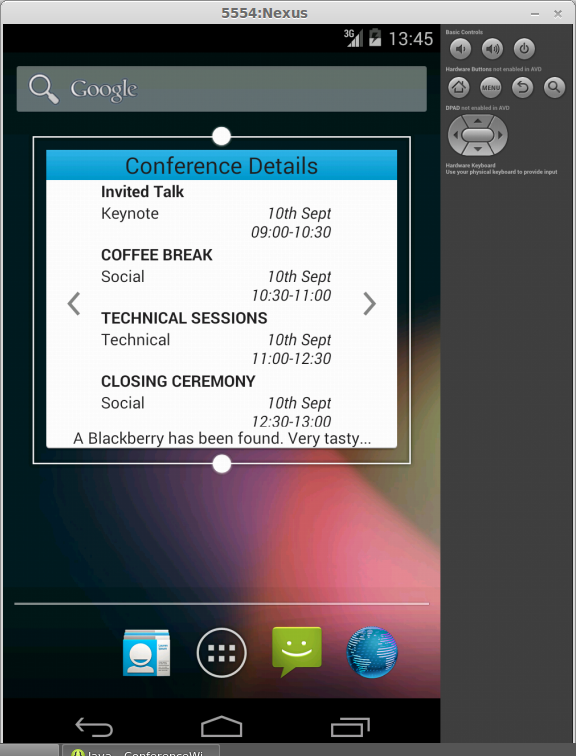 5554:Nexus
3G 13:45
Google
Conference Details
Invited Talk
Keynote 10th Sept
09:00-10:30
COFFEE BREAK
Social 10th Sept
10:30-11:00
TECHNICAL SESSIONS
Technical 10th Sept
11:00-12:30
CLOSING CEREMONY
Social 10th Sept
12:30-13:00
A Blackberry has been found. Very tasty...
Basic Controls
Hardware Buttons not enabled in AVD
MENU
DPAD not enabled in AVD
Hardware Keyboard
Use your physical keyboard to provide input
Java - ConferenceWi...